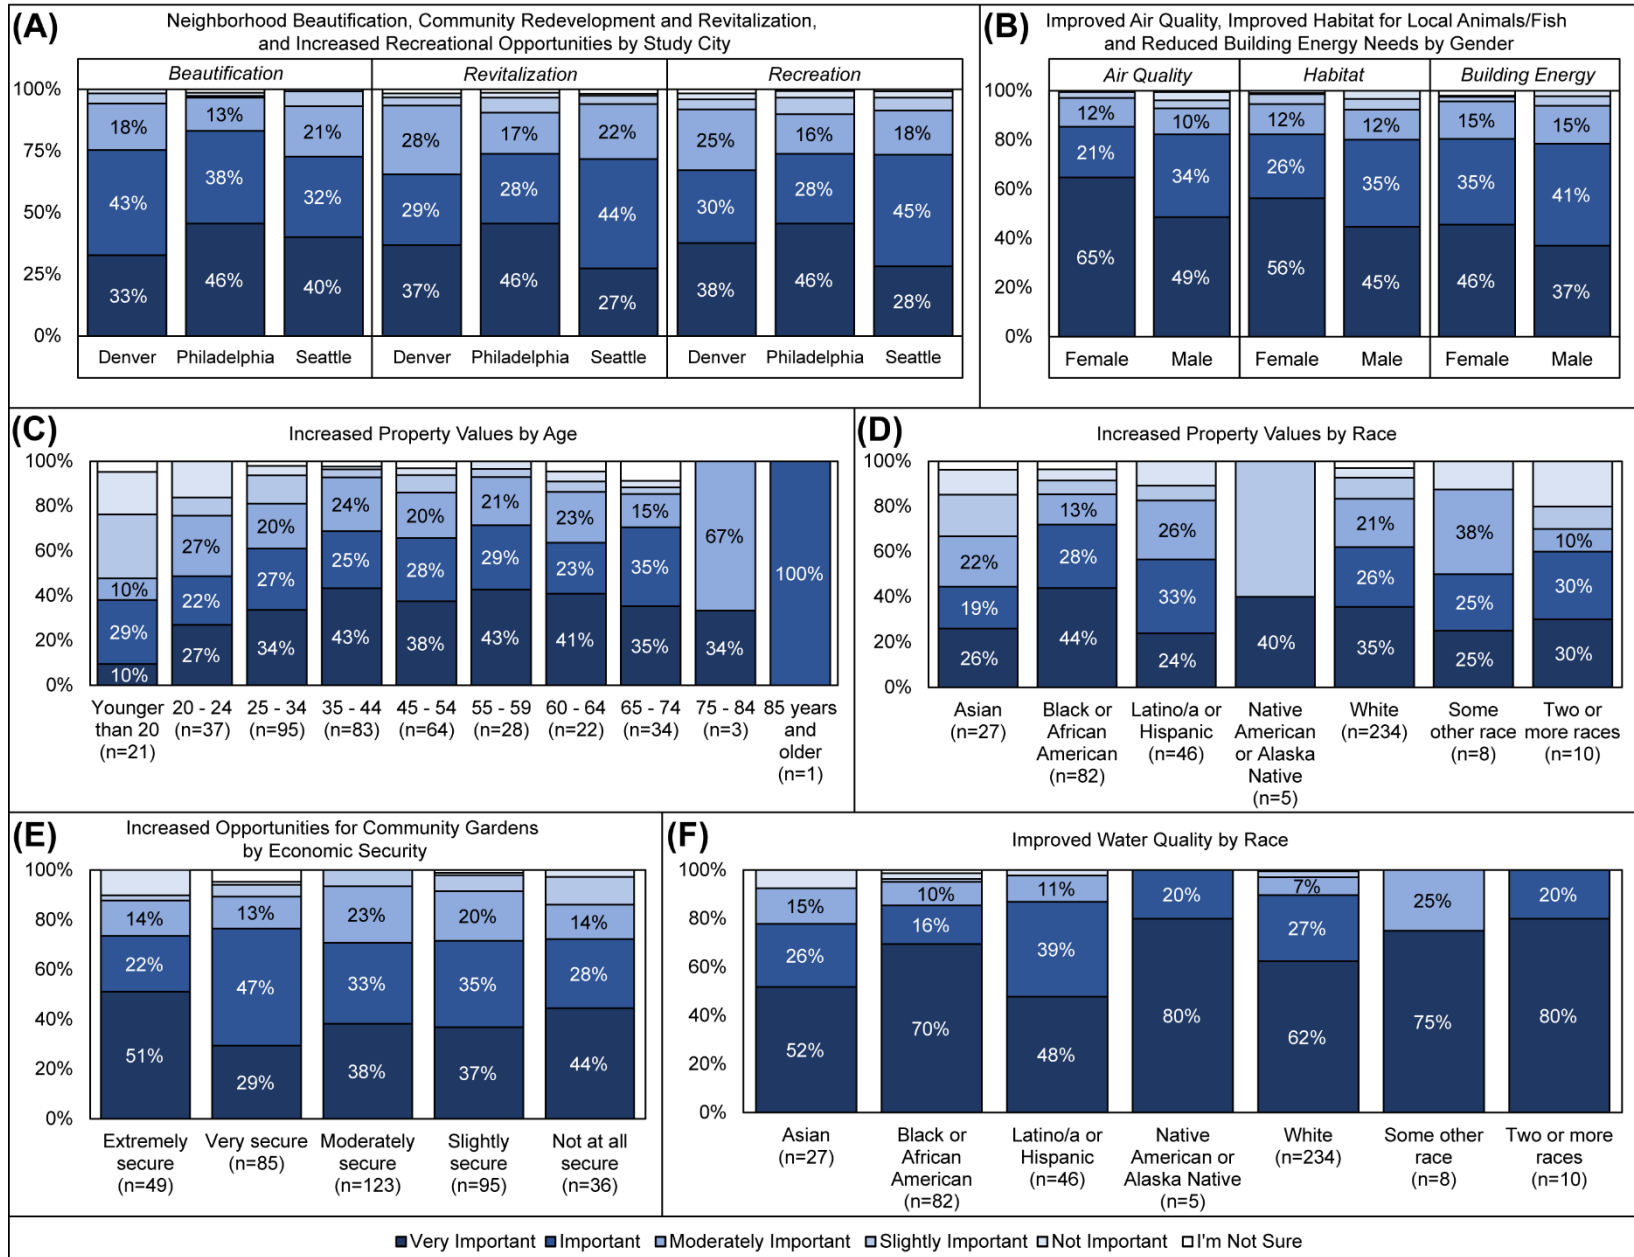 (A)
Neighborhood Beautification, Community Redevelopment and Revitalization,
and Increased Recreational Opportunities by Study City
Beautification Revitalization Recreation
100%
75%
50%
25%
0%
18% 13% 21% 28% 17% 22% 25% 16% 18%
43% 38% 32% 29% 28% 44% 30% 28% 45%
33% 46% 40% 37% 46% 27% 38% 46% 28%
Denver Philadelphia Seattle Denver Philadelphia Seattle Denver Philadelphia Seattle
(B)
Improved Air Quality, Improved Habitat for Local Animals/Fish
and Reduced Building Energy Needs by Gender
Air Quality Habitat Building Energy
100%
80%
60%
40%
20%
0%
12% 10% 12% 12% 15% 15%
21% 34% 26% 35% 35% 41%
65% 49% 56% 45% 46% 37%
Female Male Female Male Female Male
(C)
Increased Property Values by Age
100%
80%
60%
40%
20%
0%
10% 27% 20% 24% 20% 21% 23% 15% 67%
29% 22% 27% 25% 28% 29% 23% 35% 100%
10% 27% 34% 43% 38% 43% 41% 35% 34%
Younger 20 - 24 25 - 34 35 - 44 45 - 54 55 - 59 60 - 64 65 - 74 75 - 84 85 years
than 20 (n=37) (n=95) (n=83) (n=64) (n=28) (n=22) (n=34) (n=3) and
(n=21) older
(n=1)
(D)
Increased Property Values by Race
100%
80%
60%
40%
20%
0%
22% 13% 26% 21% 38% 10%
19% 28% 33% 26% 25% 30%
26% 44% 24% 40% 35% 25% 30%
Asian Black or Latino/a or Native White Some Two or
(n=27) African Hispanic American (n=234) other race more races
American (n=46) or Alaska (n=8) (n=10)
(n=82) Native
(n=5)
(E)
Increased Opportunities for Community Gardens
by Economic Security
100%
80%
60%
40%
20%
0%
14% 13% 23% 20% 14%
22% 47% 33% 35% 28%
51% 29% 38% 37% 44%
Extremely Very secure Moderately Slightly Not at all
secure (n=85) secure secure secure
(n=49) (n=123) (n=95) (n=36)
(F)
Improved Water Quality by Race
100%
80%
60%
40%
20%
0%
15% 10% 11% 7% 25%
26% 16% 39% 20% 27% 20%
52% 70% 48% 80% 62% 75% 80%
Asian Black or Latino/a or Native White Some other Two or more
(n=27) African Hispanic American or (n=234) race races
American (n=46) Alaska Native (n=8) (n=10)
(n=82) (n=5)
Very Important Important Moderately Important Slightly Important Not Important I'm Not Sure